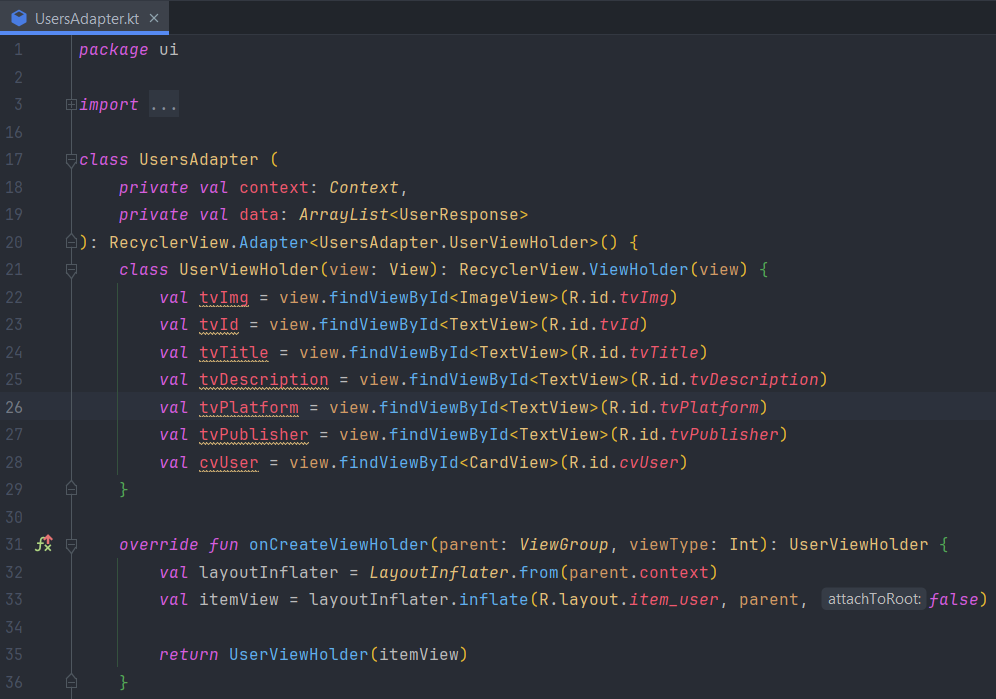 UsersAdapter.kt ×
1 package ui
2
3 import ...
16
17 class UsersAdapter (
18     private val context: Context,
19     private val data: ArrayList<UserResponse>
20 ): RecyclerView.Adapter<UsersAdapter.UserViewHolder>() {
21     class UserViewHolder(view: View): RecyclerView.ViewHolder(view) {
22         val tvImg = view.findViewById<ImageView>(R.id.tvImg)
23         val tvId = view.findViewById<TextView>(R.id.tvId)
24         val tvTitle = view.findViewById<TextView>(R.id.tvTitle)
25         val tvDescription = view.findViewById<TextView>(R.id.tvDescription)
26         val tvPlatform = view.findViewById<TextView>(R.id.tvPlatform)
27         val tvPublisher = view.findViewById<TextView>(R.id.tvPublisher)
28         val cvUser = view.findViewById<CardView>(R.id.cvUser)
29     }
30
31     override fun onCreateViewHolder(parent: ViewGroup, viewType: Int): UserViewHolder {
32         val layoutInflater = LayoutInflater.from(parent.context)
33         val itemView = layoutInflater.inflate(R.layout.item_user, parent, attachToRoot: false)
34
35         return UserViewHolder(itemView)
36     }